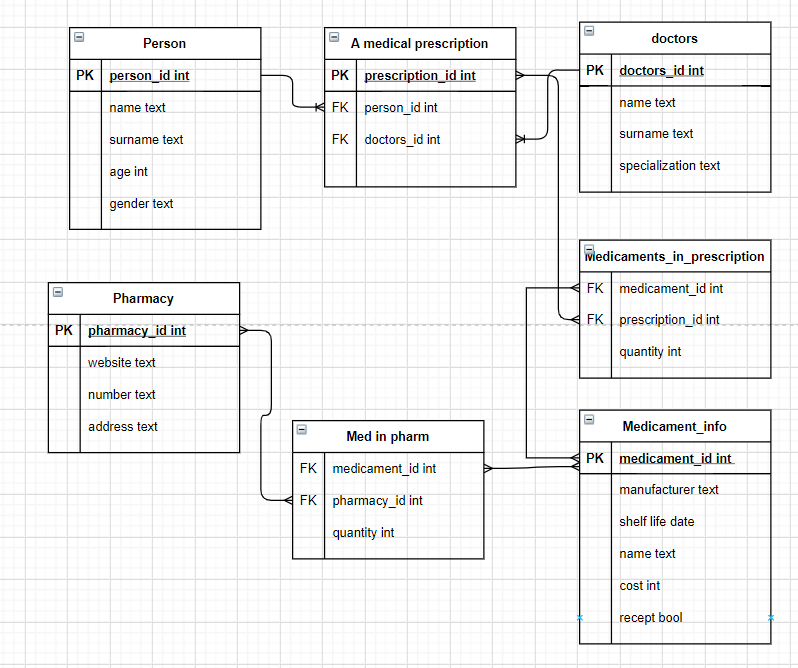 Person
PK person_id int
name text
surname text
age int
gender text
A medical prescription
PK prescription_id int
FK person_id int
FK doctors_id int
doctors
PK doctors_id int
name text
surname text
specialization text
Medicaments_in_prescription
FK medicament_id int
FK prescription_id int
quantity int
Pharmacy
PK pharmacy_id int
website text
number text
address text
Med in pharm
FK medicament_id int
FK pharmacy_id int
quantity int
Medicament_info
PK medicament_id int
manufacturer text
shelf life date
name text
cost int
recept bool